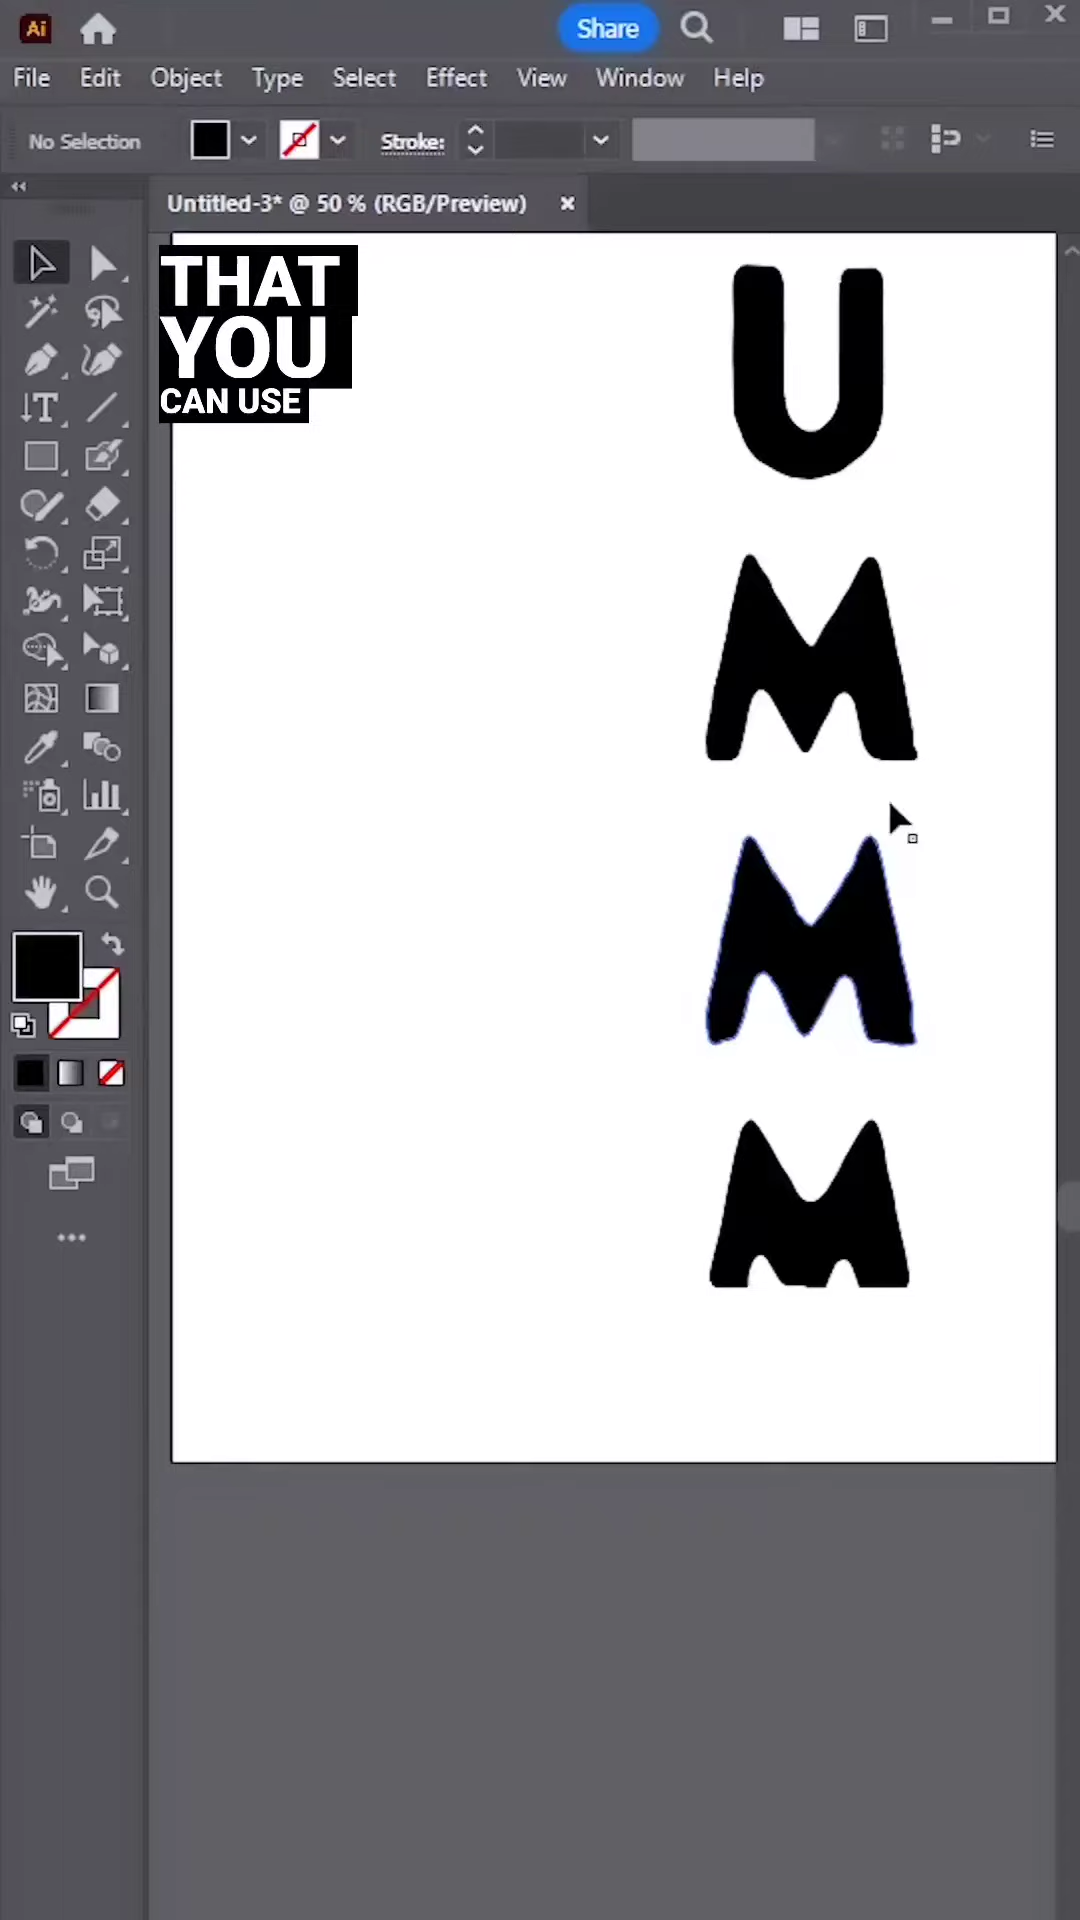 Ai
Share
File Edit Object Type Select Effect View Window Help
No Selection Stroke:
Untitled-3* @ 50 % (RGB/Preview)
THAT
YOU
CAN USE
U
M
M
M